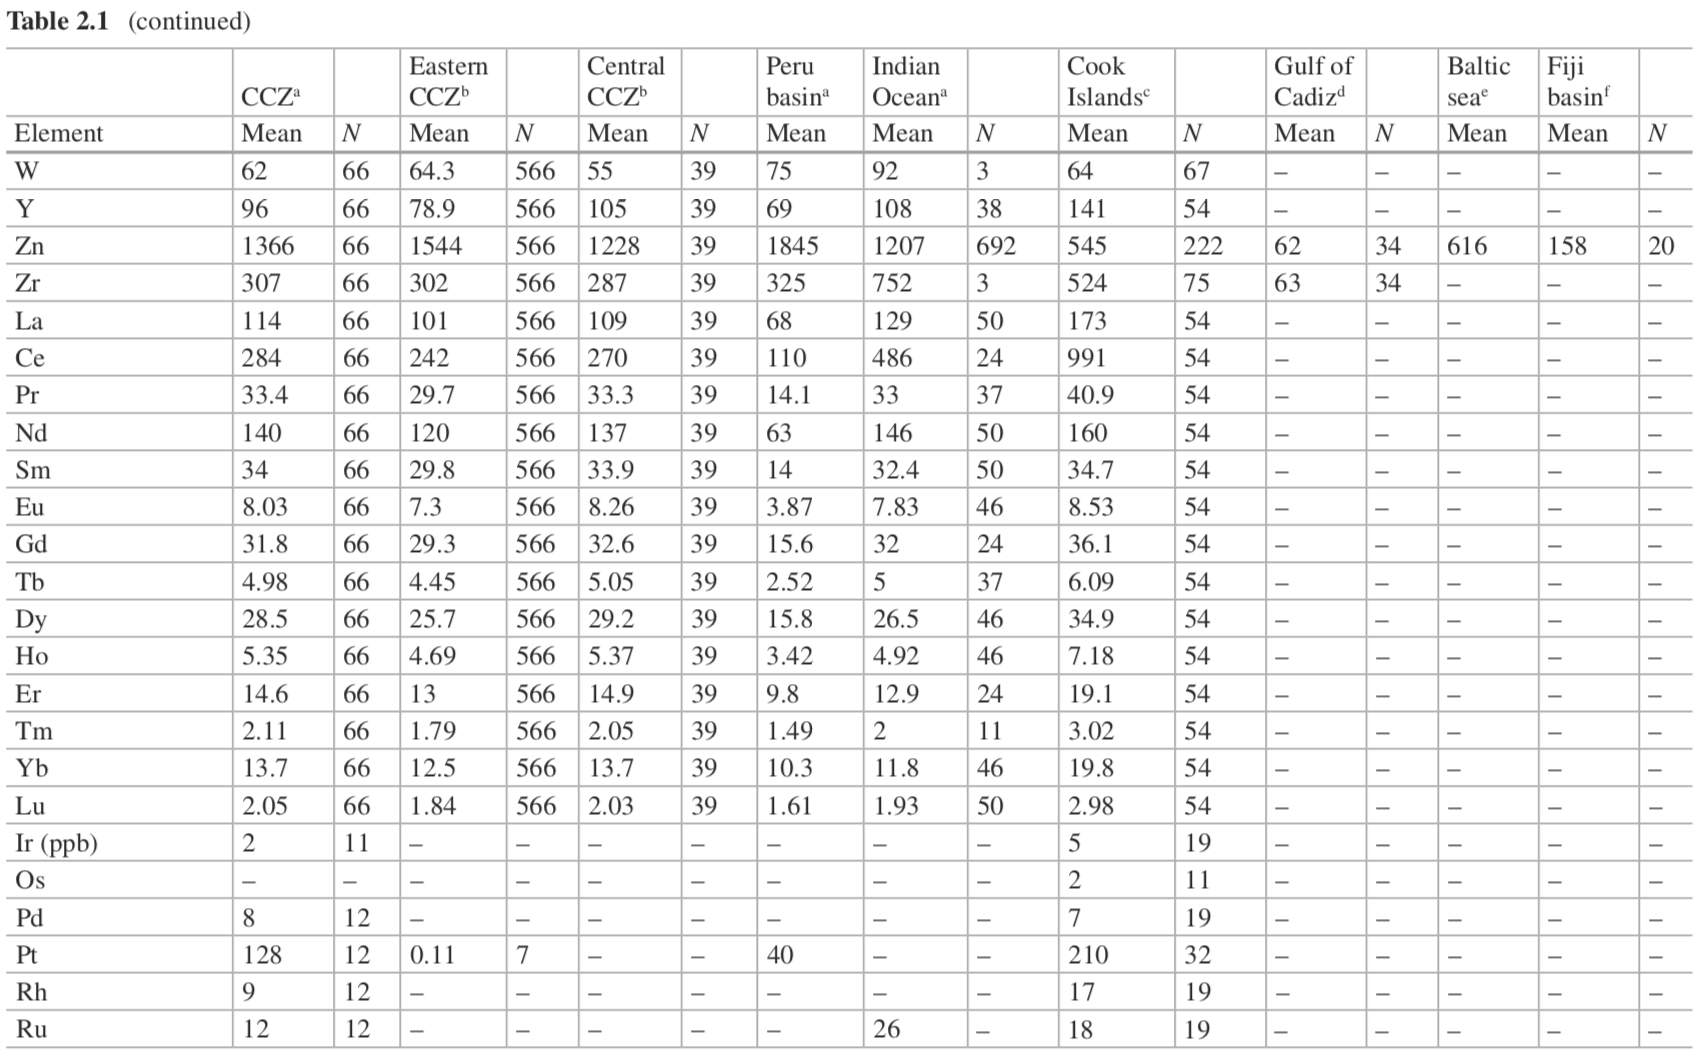 Table 2.1 (continued)
CCZᵃ Eastern CCZᵇ Central CCZᵇ Peru basinᵃ Indian Oceanᵃ Cook Islandsᶜ Gulf of Cadizᵈ Baltic seaᵉ Fiji basinᶠ
Element Mean N Mean N Mean N Mean Mean N Mean N Mean N Mean Mean N
W 62 66 64.3 566 55 39 75 92 3 64 67 – – – – –
Y 96 66 78.9 566 105 39 69 108 38 141 54 – – – – –
Zn 1366 66 1544 566 1228 39 1845 1207 692 545 222 62 34 616 158 20
Zr 307 66 302 566 287 39 325 752 3 524 75 63 34 – – –
La 114 66 101 566 109 39 68 129 50 173 54 – – – – –
Ce 284 66 242 566 270 39 110 486 24 991 54 – – – – –
Pr 33.4 66 29.7 566 33.3 39 14.1 33 37 40.9 54 – – – – –
Nd 140 66 120 566 137 39 63 146 50 160 54 – – – – –
Sm 34 66 29.8 566 33.9 39 14 32.4 50 34.7 54 – – – – –
Eu 8.03 66 7.3 566 8.26 39 3.87 7.83 46 8.53 54 – – – – –
Gd 31.8 66 29.3 566 32.6 39 15.6 32 24 36.1 54 – – – – –
Tb 4.98 66 4.45 566 5.05 39 2.52 5 37 6.09 54 – – – – –
Dy 28.5 66 25.7 566 29.2 39 15.8 26.5 46 34.9 54 – – – – –
Ho 5.35 66 4.69 566 5.37 39 3.42 4.92 46 7.18 54 – – – – –
Er 14.6 66 13 566 14.9 39 9.8 12.9 24 19.1 54 – – – – –
Tm 2.11 66 1.79 566 2.05 39 1.49 2 11 3.02 54 – – – – –
Yb 13.7 66 12.5 566 13.7 39 10.3 11.8 46 19.8 54 – – – – –
Lu 2.05 66 1.84 566 2.03 39 1.61 1.93 50 2.98 54 – – – – –
Ir (ppb) 2 11 – – – – – – – 5 19 – – – – –
Os – – – – – – – – – 2 11 – – – – –
Pd 8 12 – – – – – – – 7 19 – – – – –
Pt 128 12 0.11 7 – – 40 – – 210 32 – – – – –
Rh 9 12 – – – – – – – 17 19 – – – – –
Ru 12 12 – – – – – 26 – 18 19 – – – – –